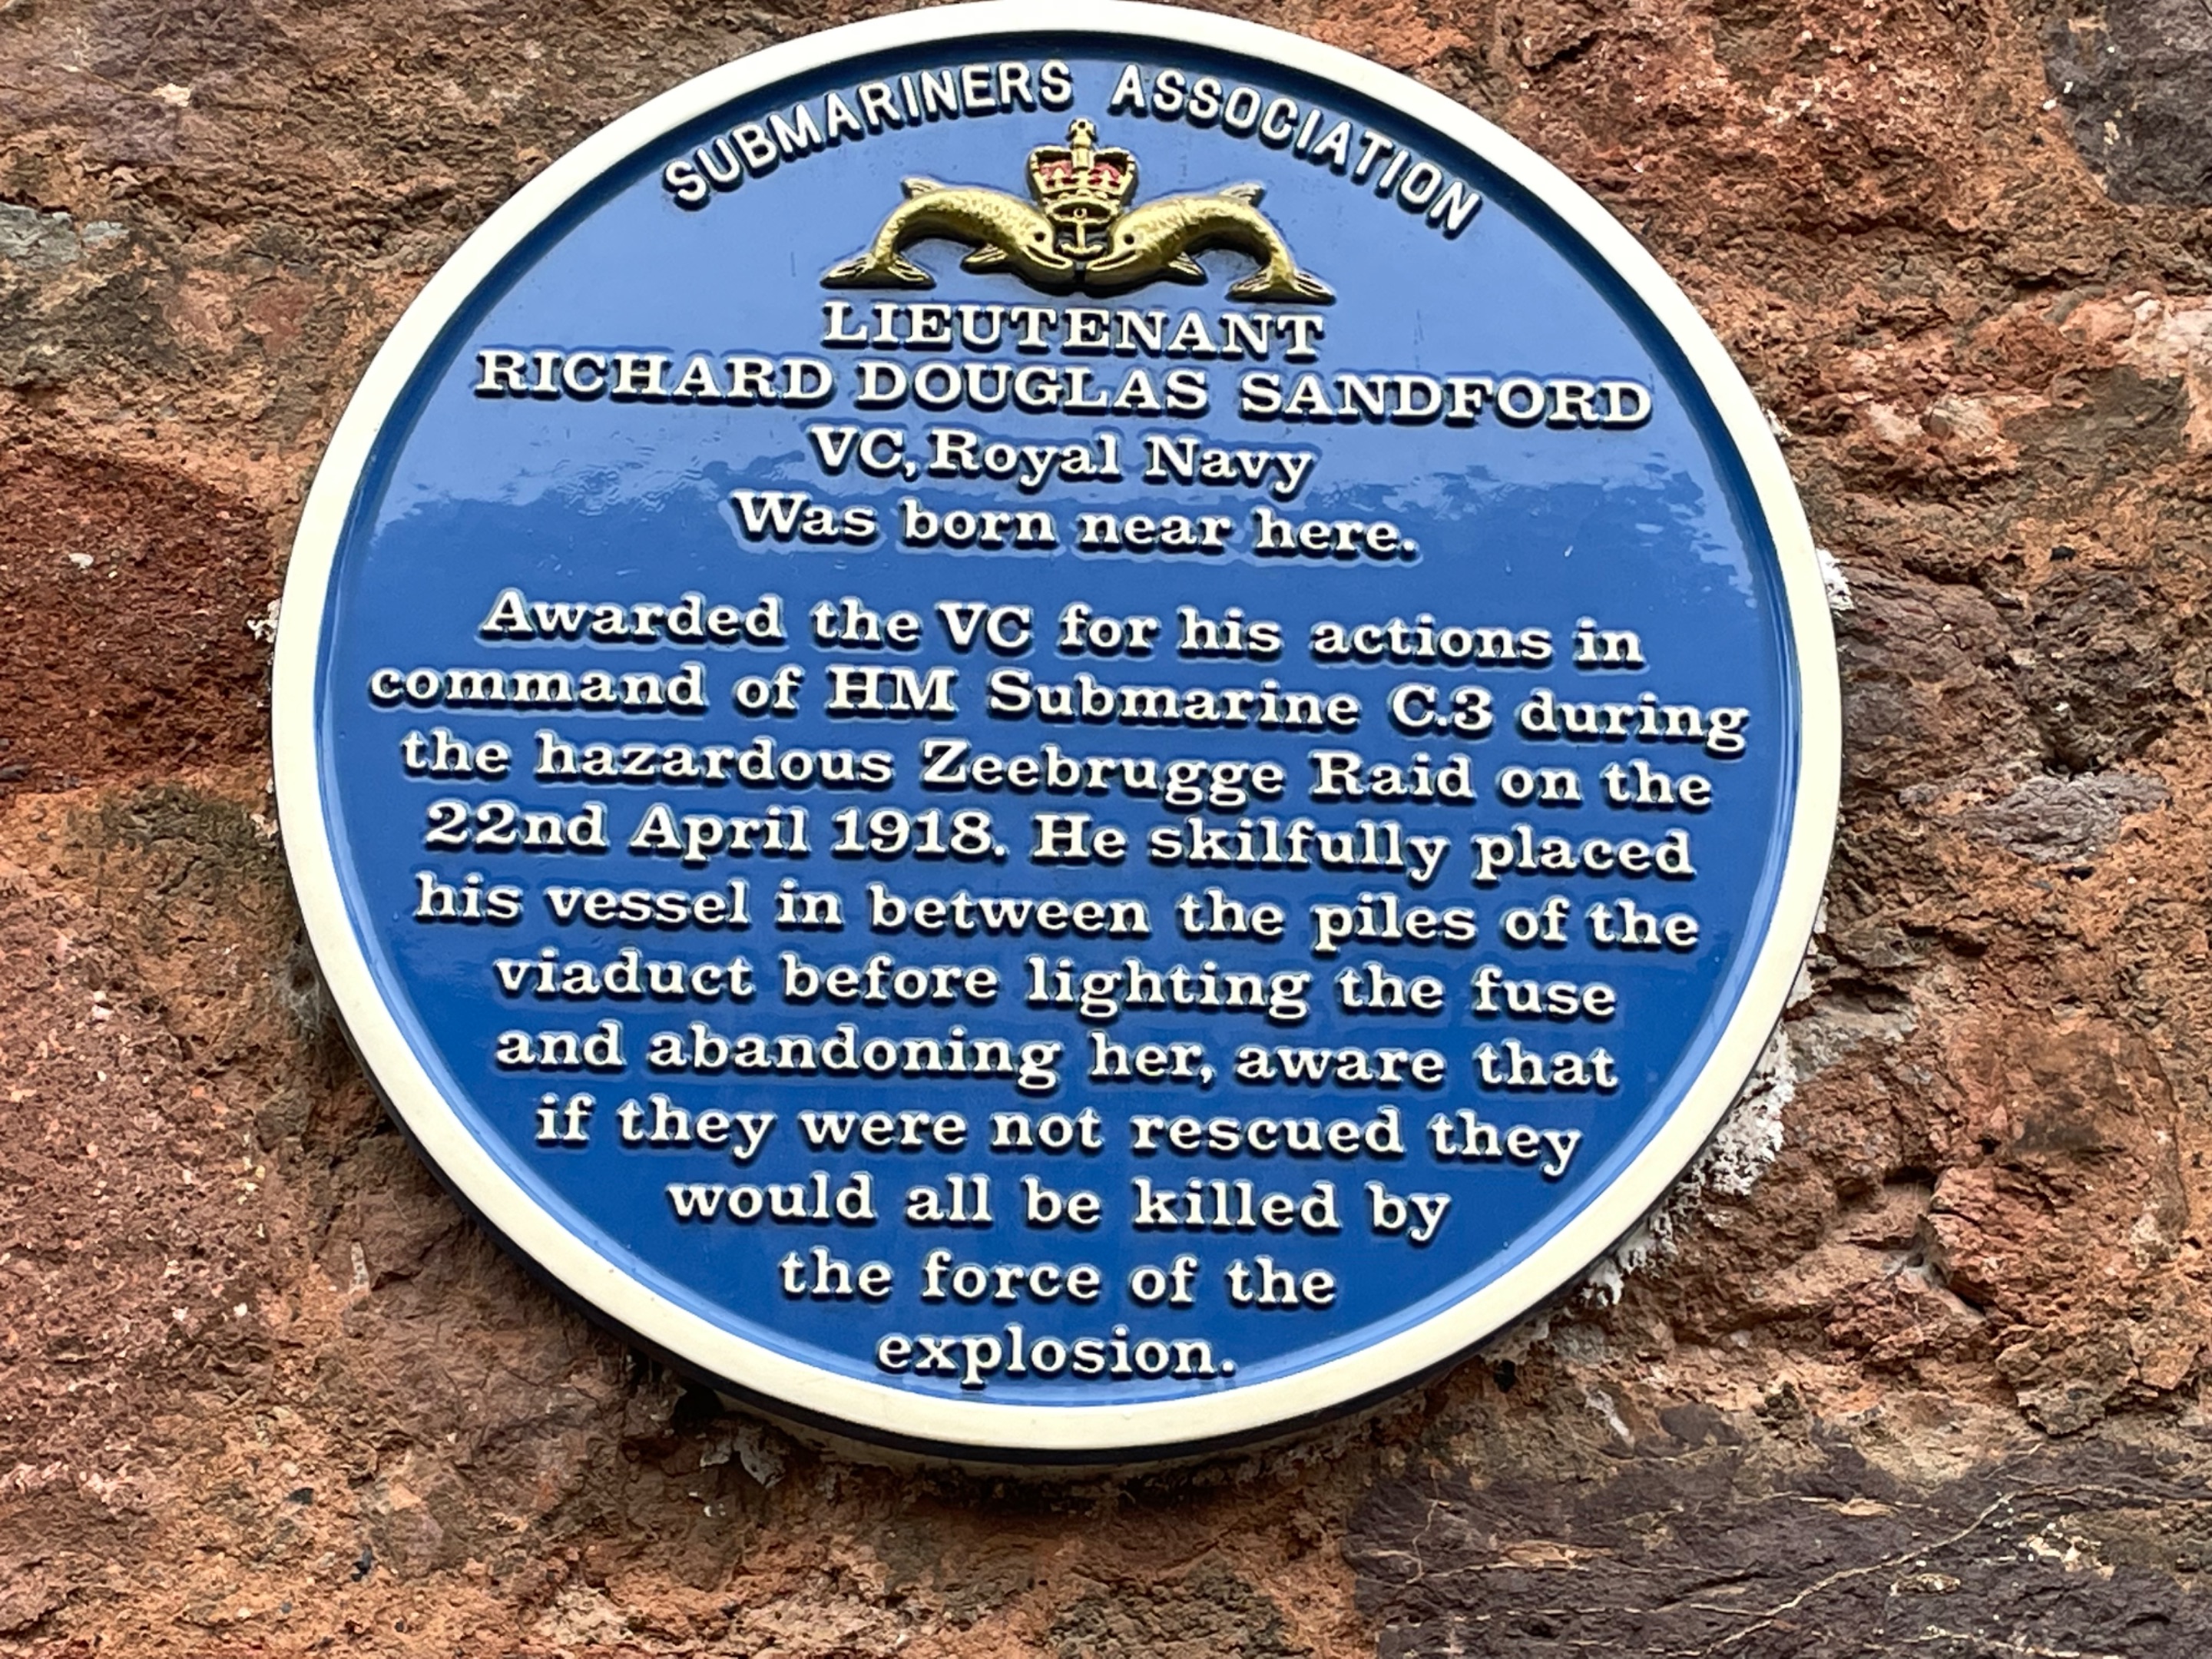 SUBMARINERS ASSOCIATION
LIEUTENANT
RICHARD DOUGLAS SANDFORD
VC, Royal Navy
Was born near here.
Awarded the VC for his actions in
command of HM Submarine C.3 during
the hazardous Zeebrugge Raid on the
22nd April 1918. He skilfully placed
his vessel in between the piles of the
viaduct before lighting the fuse
and abandoning her, aware that
if they were not rescued they
would all be killed by
the force of the
explosion.